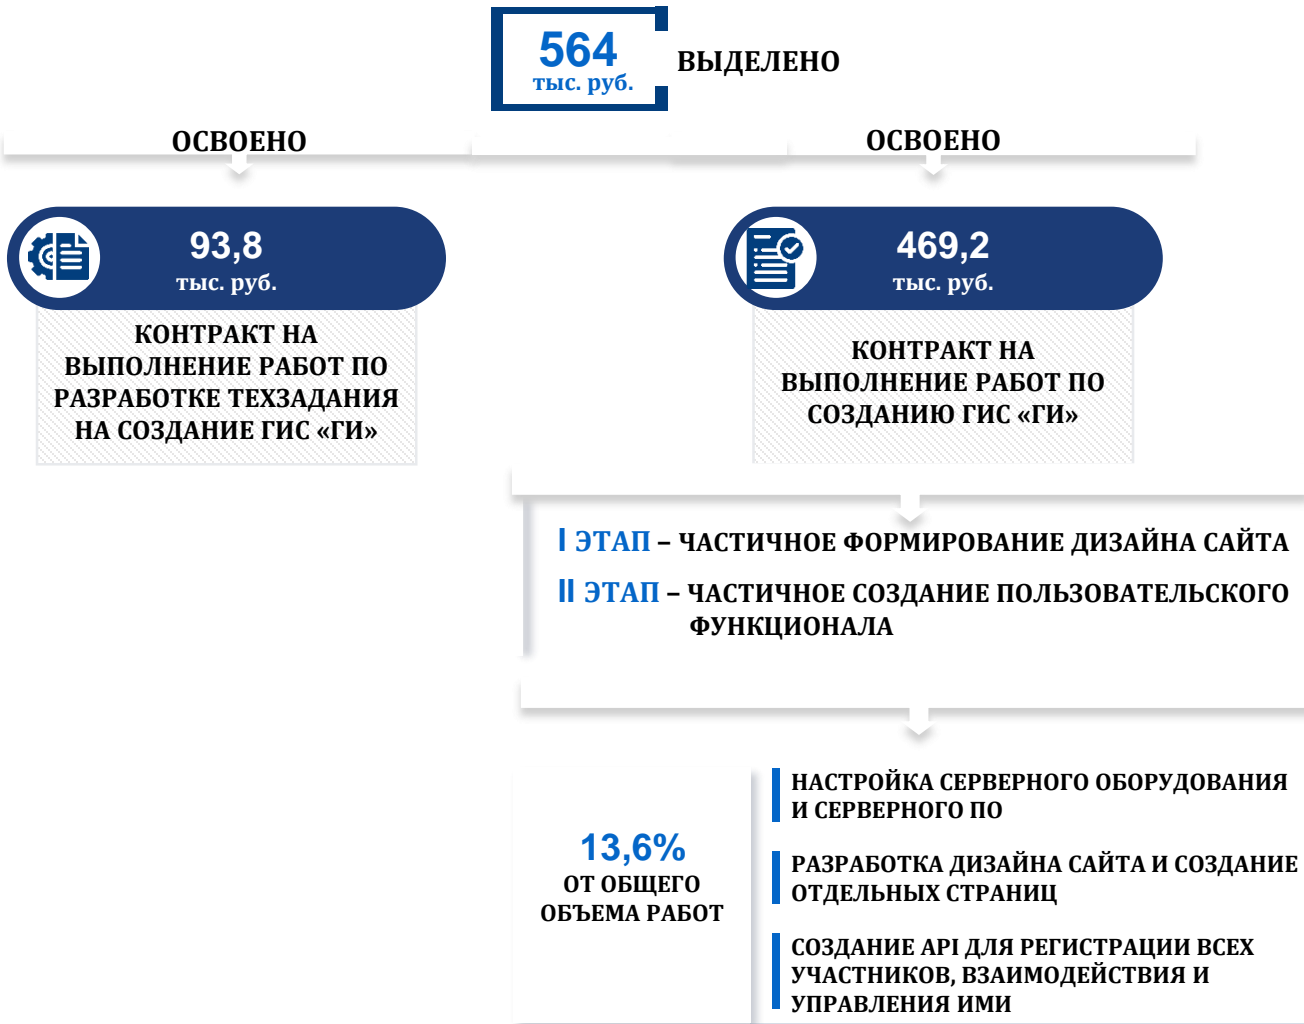 564
тыс. руб.
ВЫДЕЛЕНО
ОСВОЕНО
93,8
тыс. руб.
КОНТРАКТ НА
ВЫПОЛНЕНИЕ РАБОТ ПО
РАЗРАБОТКЕ ТЕХЗАДАНИЯ
НА СОЗДАНИЕ ГИС «ГИ»
ОСВОЕНО
469,2
тыс. руб.
КОНТРАКТ НА
ВЫПОЛНЕНИЕ РАБОТ ПО
СОЗДАНИЮ ГИС «ГИ»
I ЭТАП – ЧАСТИЧНОЕ ФОРМИРОВАНИЕ ДИЗАЙНА САЙТА
II ЭТАП – ЧАСТИЧНОЕ СОЗДАНИЕ ПОЛЬЗОВАТЕЛЬСКОГО
ФУНКЦИОНАЛА
13,6%
ОТ ОБЩЕГО
ОБЪЕМА РАБОТ
НАСТРОЙКА СЕРВЕРНОГО ОБОРУДОВАНИЯ
И СЕРВЕРНОГО ПО
РАЗРАБОТКА ДИЗАЙНА САЙТА И СОЗДАНИЕ
ОТДЕЛЬНЫХ СТРАНИЦ
СОЗДАНИЕ API ДЛЯ РЕГИСТРАЦИИ ВСЕХ
УЧАСТНИКОВ, ВЗАИМОДЕЙСТВИЯ И
УПРАВЛЕНИЯ ИМИ